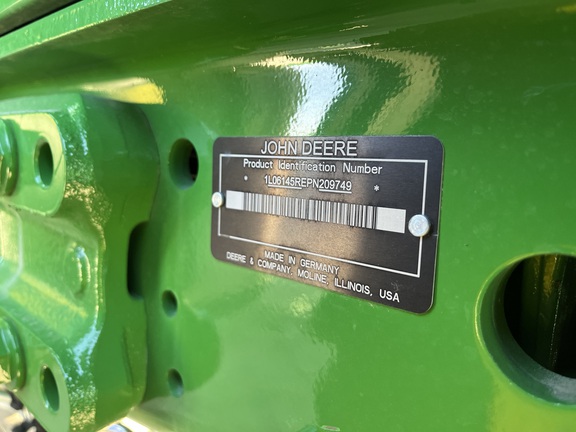 JOHN DEERE
Product Identification Number
* 1L06145REPN209749 *
MADE IN GERMANY
DEERE & COMPANY, MOLINE, ILLINOIS, USA